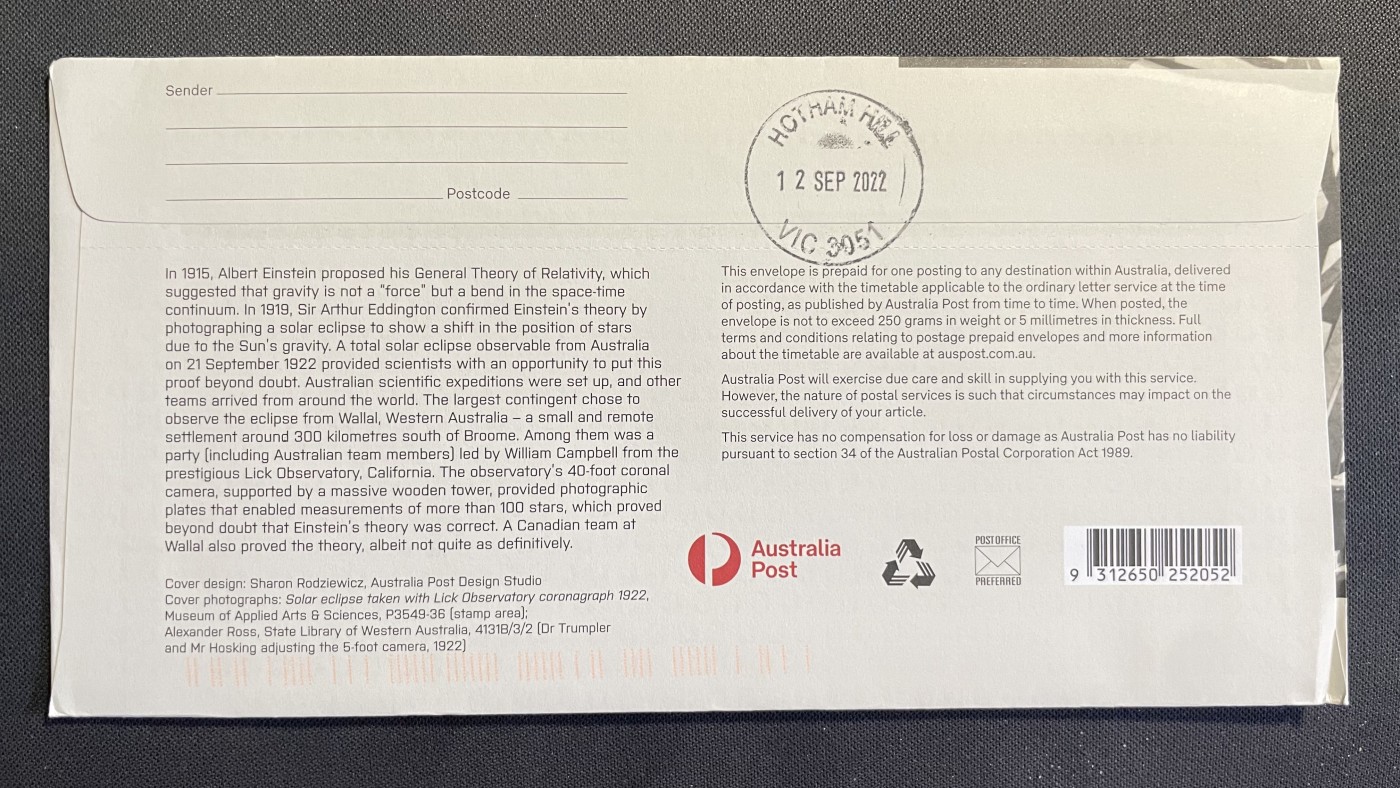 Sender
Postcode
HOTHAM HILL
12 SEP 2022
VIC 3051
In 1915, Albert Einstein proposed his General Theory of Relativity, which
suggested that gravity is not a "force" but a bend in the space-time
continuum. In 1919, Sir Arthur Eddington confirmed Einstein's theory by
photographing a solar eclipse to show a shift in the position of stars
due to the Sun's gravity. A total solar eclipse observable from Australia
on 21 September 1922 provided scientists with an opportunity to put this
proof beyond doubt. Australian scientific expeditions were set up, and other
teams arrived from around the world. The largest contingent chose to
observe the eclipse from Wallal, Western Australia – a small and remote
settlement around 300 kilometres south of Broome. Among them was a
party (including Australian team members) led by William Campbell from the
prestigious Lick Observatory, California. The observatory's 40-foot coronal
camera, supported by a massive wooden tower, provided photographic
plates that enabled measurements of more than 100 stars, which proved
beyond doubt that Einstein's theory was correct. A Canadian team at
Wallal also proved the theory, albeit not quite as definitively.
Cover design: Sharon Rodziewicz, Australia Post Design Studio
Cover photographs: Solar eclipse taken with Lick Observatory coronagraph 1922,
Museum of Applied Arts & Sciences, P3549-36 (stamp area);
Alexander Ross, State Library of Western Australia, 4131B/3/2 (Dr Trumpler
and Mr Hosking adjusting the 5-foot camera, 1922)
This envelope is prepaid for one posting to any destination within Australia, delivered
in accordance with the timetable applicable to the ordinary letter service at the time
of posting, as published by Australia Post from time to time. When posted, the
envelope is not to exceed 250 grams in weight or 5 millimetres in thickness. Full
terms and conditions relating to postage prepaid envelopes and more information
about the timetable are available at auspost.com.au.
Australia Post will exercise due care and skill in supplying you with this service.
However, the nature of postal services is such that circumstances may impact on the
successful delivery of your article.
This service has no compensation for loss or damage as Australia Post has no liability
pursuant to section 34 of the Australian Postal Corporation Act 1989.
Australia
Post
POST OFFICE
PREFERRED
9 312650 252052